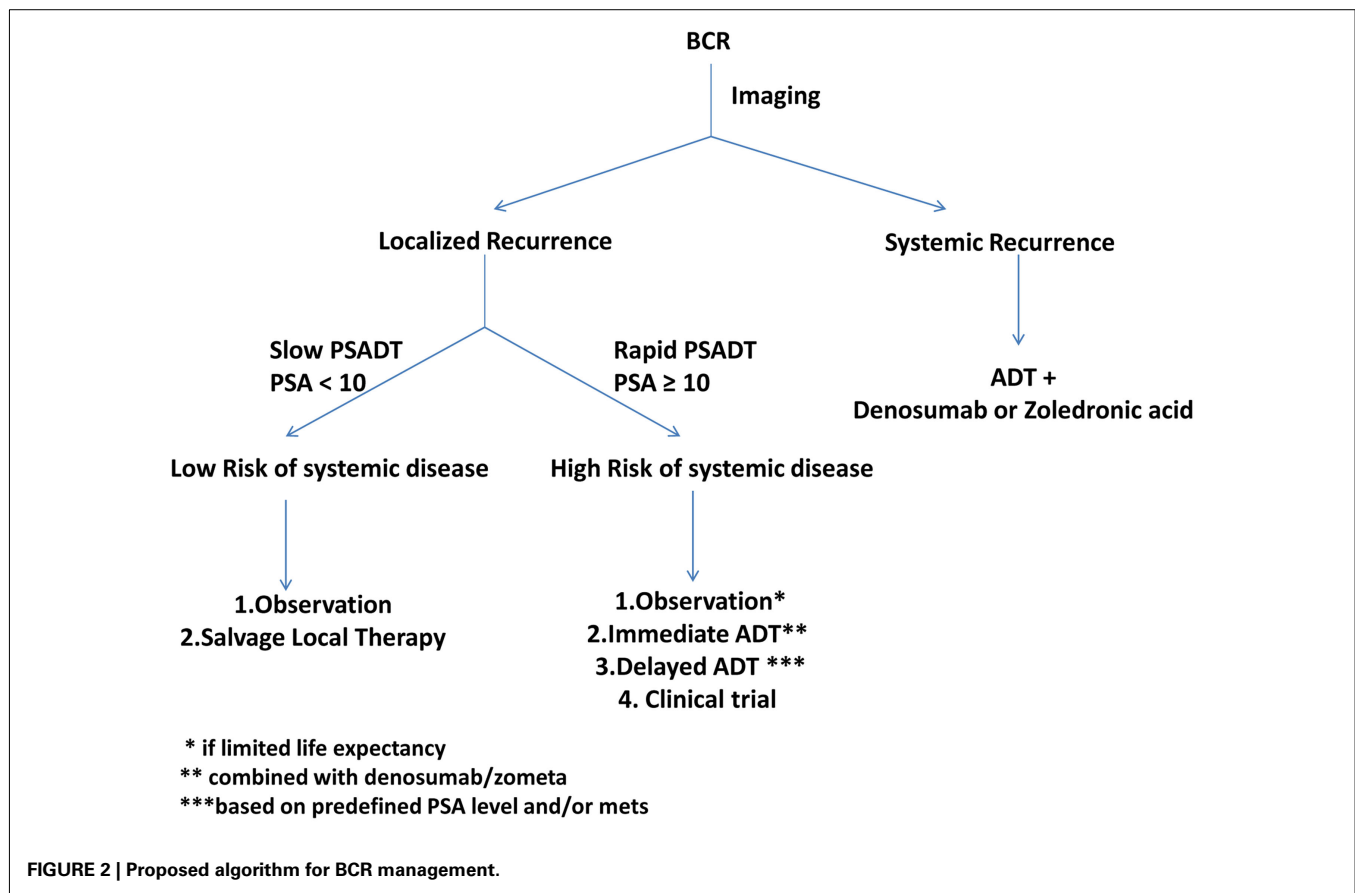 BCR
Imaging
Localized Recurrence
Systemic Recurrence
Slow PSADT
PSA < 10
Rapid PSADT
PSA ≥ 10
ADT +
Denosumab or Zoledronic acid
Low Risk of systemic disease
High Risk of systemic disease
1.Observation
2.Salvage Local Therapy
1.Observation*
2.Immediate ADT**
3.Delayed ADT ***
4. Clinical trial
* if limited life expectancy
** combined with denosumab/zometa
***based on predefined PSA level and/or mets
FIGURE 2 | Proposed algorithm for BCR management.